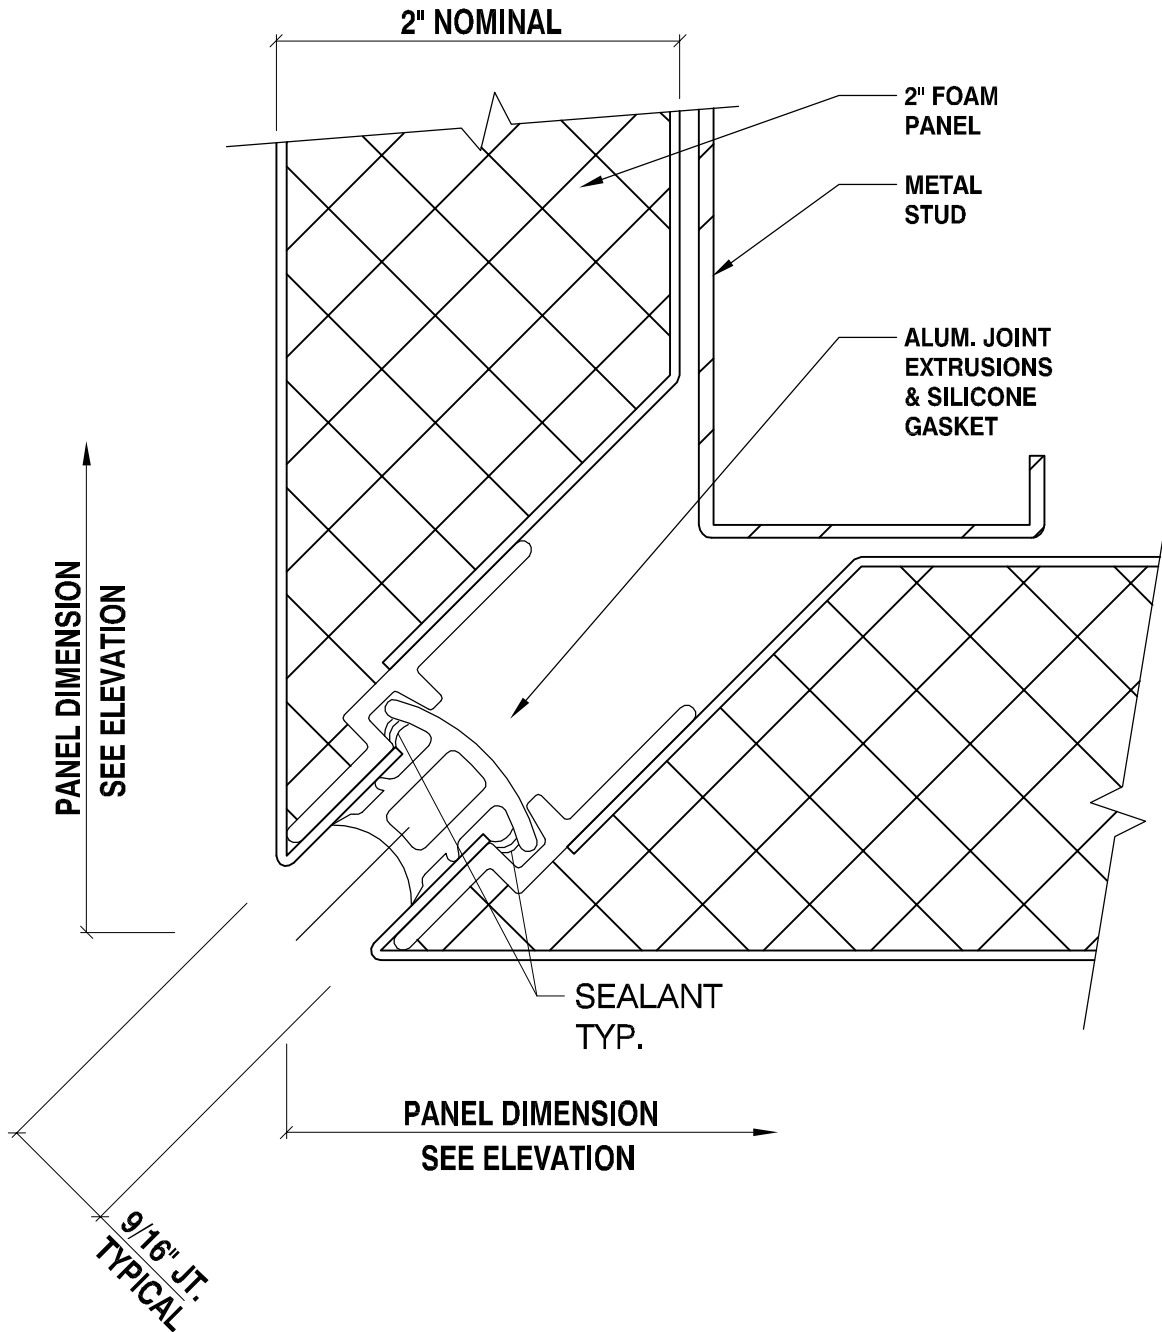 2" NOMINAL
2" FOAM
PANEL
METAL
STUD
ALUM. JOINT
EXTRUSIONS
& SILICONE
GASKET
PANEL DIMENSION
SEE ELEVATION
SEALANT
TYP.
PANEL DIMENSION
SEE ELEVATION
9/16" JT.
TYPICAL